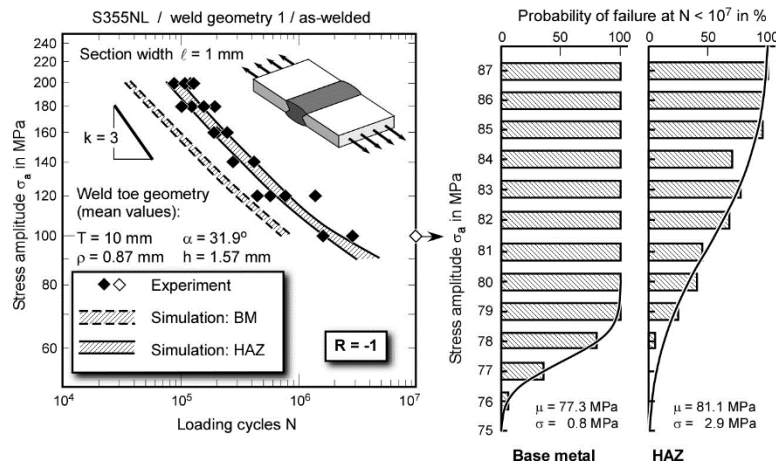 S355NL / weld geometry 1 / as-welded
Stress amplitude σa in MPa
240
220
200
180
160
140
120
100
80
60
Section width ℓ = 1 mm
k = 3
Weld toe geometry
(mean values):
T = 10 mm α = 31.9º
ρ = 0.87 mm h = 1.57 mm
Experiment
Simulation: BM
Simulation: HAZ
R = -1
10⁴ 10⁵ 10⁶ 10⁷
Loading cycles N
Probability of failure at N < 10⁷ in %
0 50 100 0 50 100
Stress amplitude σa in MPa
87
86
85
84
83
82
81
80
79
78
77
76
75
μ = 77.3 MPa
σ = 0.8 MPa
μ = 81.1 MPa
σ = 2.9 MPa
Base metal HAZ